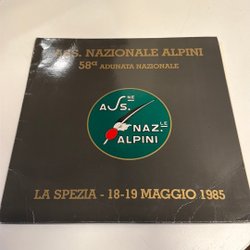 ASS. NAZIONALE ALPINI
58ª ADUNATA NAZIONALE
ASS.NE
NAZ.LE
ALPINI
LA SPEZIA - 18-19 MAGGIO 1985